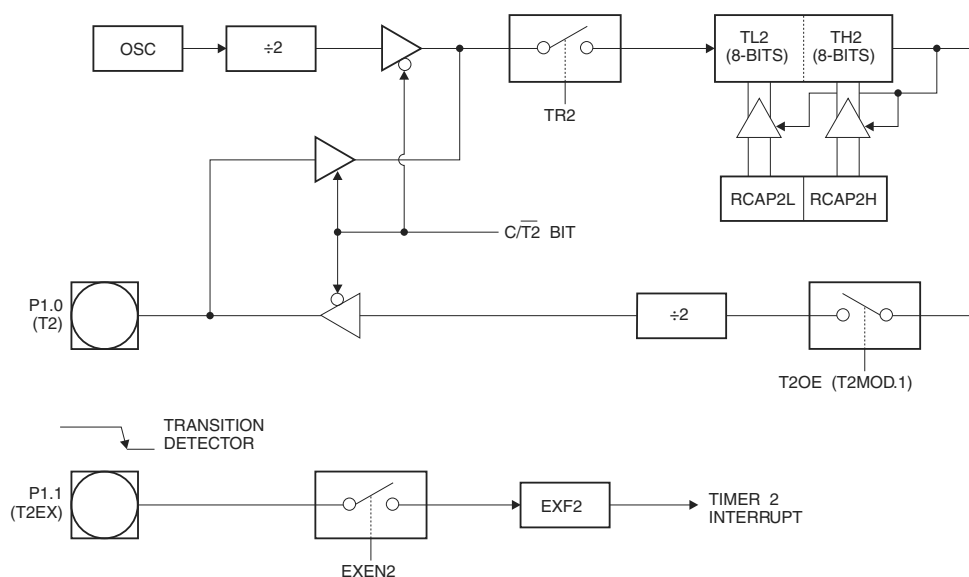 OSC
÷2
TR2
TL2
(8-BITS)
TH2
(8-BITS)
RCAP2L
RCAP2H
C/T2 BIT
P1.0
(T2)
÷2
T2OE (T2MOD.1)
TRANSITION
DETECTOR
P1.1
(T2EX)
EXEN2
EXF2
TIMER 2
INTERRUPT